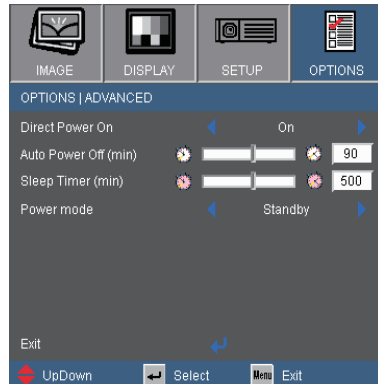 IMAGE DISPLAY SETUP OPTIONS
OPTIONS | ADVANCED
Direct Power On On
Auto Power Off (min) 90
Sleep Timer (min) 500
Power mode Standby
Exit
UpDown Select Menu Exit